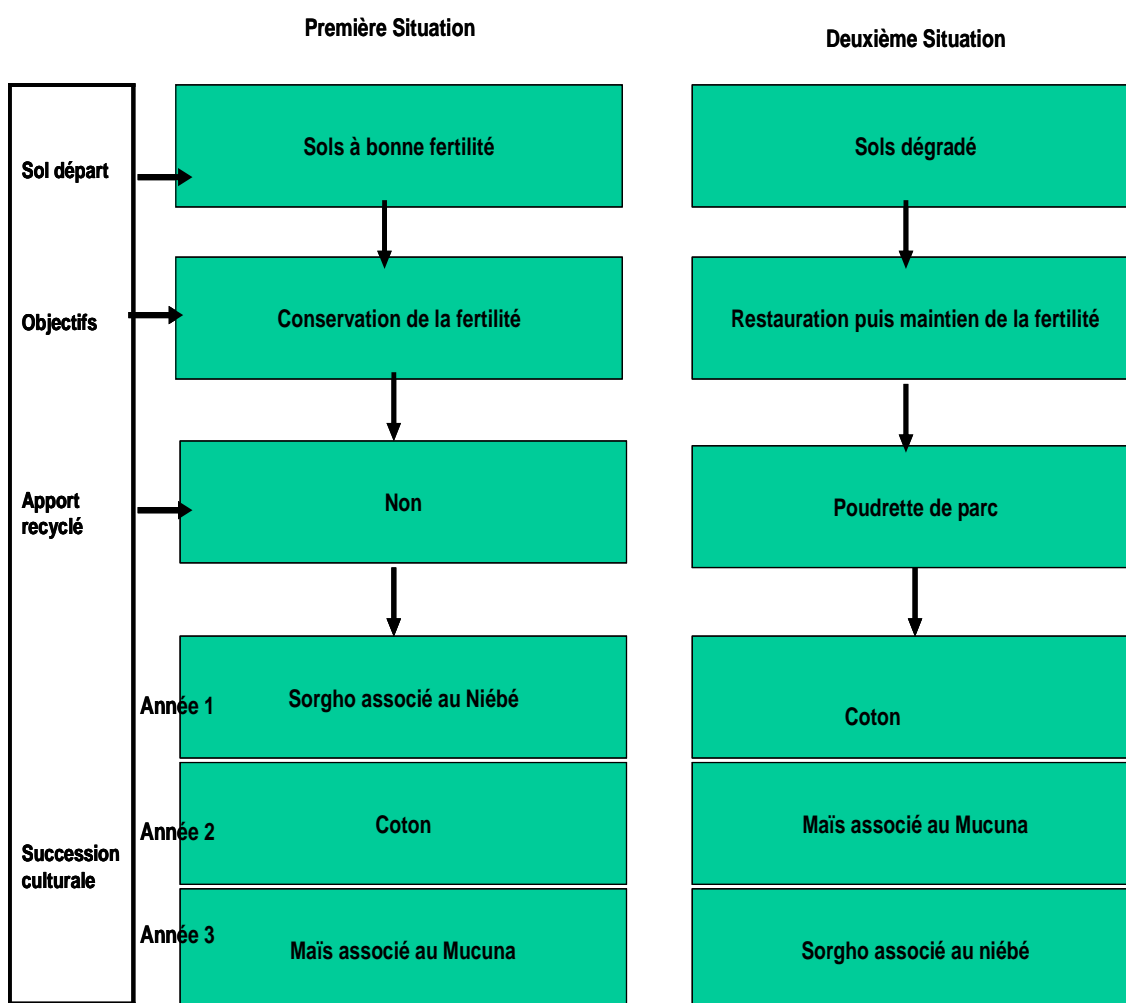 Première Situation
Deuxième Situation
Sol départ
Sols à bonne fertilité
Sols dégradé
Objectifs
Conservation de la fertilité
Restauration puis maintien de la fertilité
Apport
recyclé
Non
Poudrette de parc
Année 1
Sorgho associé au Niébé
Coton
Succession
culturale
Année 2
Coton
Maïs associé au Mucuna
Année 3
Maïs associé au Mucuna
Sorgho associé au niébé